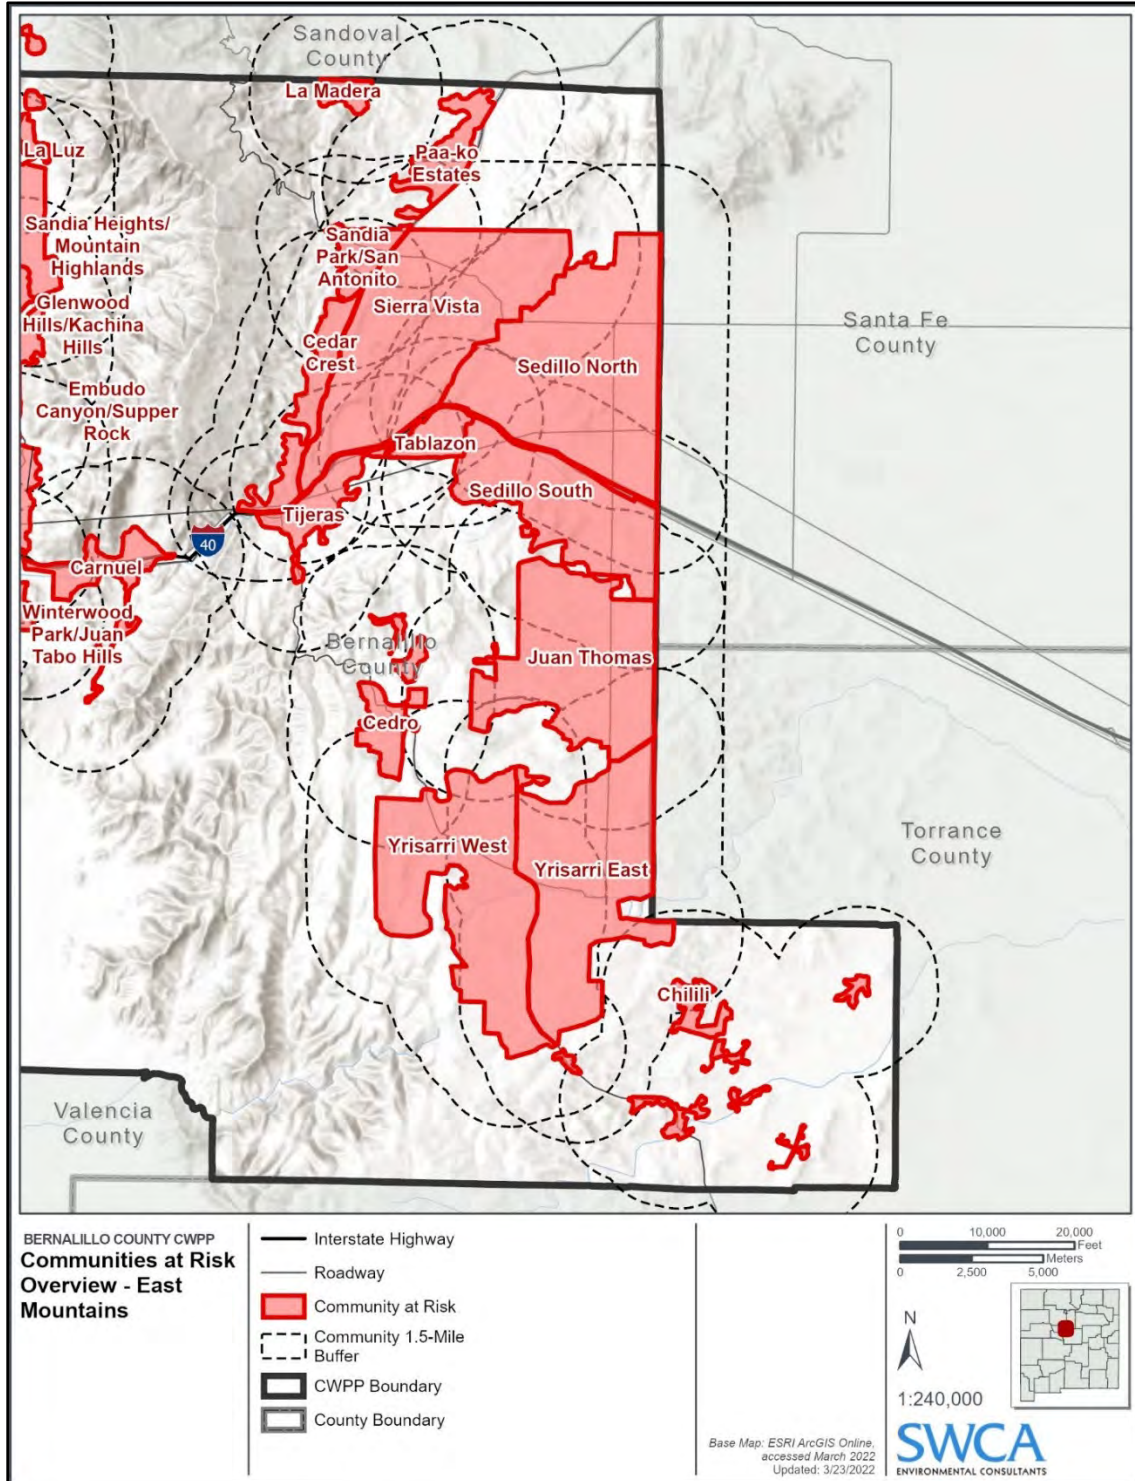 Sandoval
County
La Madera
La Luz
Paa-ko
Estates
Sandia Heights/
Mountain
Highlands
Sandia
Park/San
Antonito
Sierra Vista
Glenwood
Hills/Kachina
Hills
Santa Fe
County
Cedar
Crest
Sedillo North
Embudo
Canyon/Supper
Rock
Tablazon
Sedillo South
Tijeras
40
Carnuel
Winterwood
Park/Juan
Tabo Hills
Bernalillo
County
Juan Thomas
Cedro
Torrance
County
Yrisarri West
Yrisarri East
Chilili
Valencia
County
BERNALILLO COUNTY CWPP
Communities at Risk
Overview - East
Mountains
Interstate Highway
Roadway
Community at Risk
Community 1.5-Mile
Buffer
CWPP Boundary
County Boundary
Base Map: ESRI ArcGIS Online,
accessed March 2022
Updated: 3/23/2022
0 10,000 20,000
Feet
Meters
0 2,500 5,000
N
1:240,000
SWCA
ENVIRONMENTAL CONSULTANTS